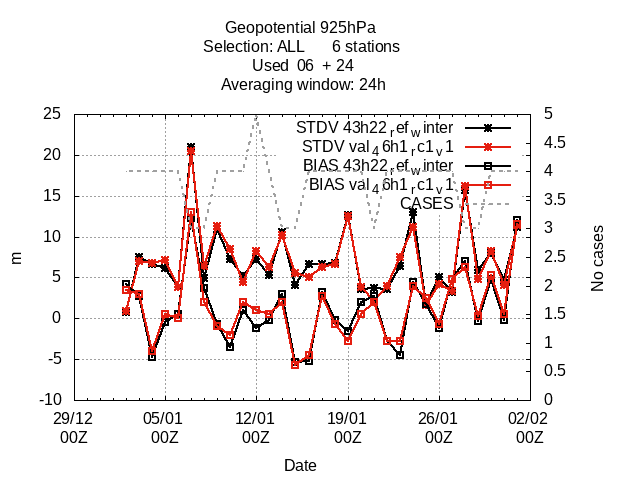 Geopotential 925hPa
Selection: ALL 6 stations
Used 06 + 24
Averaging window: 24h
STDV 43h22_ref_winter
STDV val_46h1_rc1_v1
BIAS 43h22_ref_winter
BIAS val_46h1_rc1_v1
CASES
25
20
15
10
5
0
-5
-10
m
5
4.5
4
3.5
3
2.5
2
1.5
1
0.5
0
No cases
29/12 05/01 12/01 19/01 26/01 02/02
00Z 00Z 00Z 00Z 00Z 00Z
Date